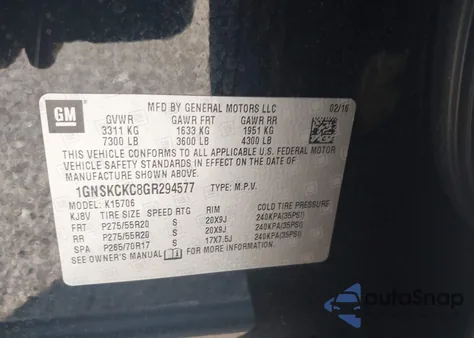 GM
MFD BY GENERAL MOTORS LLC 02/16
GVWR GAWR FRT GAWR RR
3311 KG 1633 KG 1951 KG
7300 LB 3600 LB 4300 LB
THIS VEHICLE CONFORMS TO ALL APPLICABLE U.S. FEDERAL MOTOR
VEHICLE SAFETY STANDARDS IN EFFECT ON THE DATE OF
MANUFACTURE SHOWN ABOVE.
1GNSKCKC8GR294577 TYPE: M.P.V.
MODEL: K15706
KJBV TIRE SIZE SPEED RTG RIM COLD TIRE PRESSURE
FRT P275/55R20 S 20X9J 240KPA(35PSI)
RR P275/55R20 S 20X9J 240KPA(35PSI)
SPA P265/70R17 S 17X7.5J 240KPA(35PSI)
SEE OWNER'S MANUAL FOR MORE INFORMATION.
autoSnap